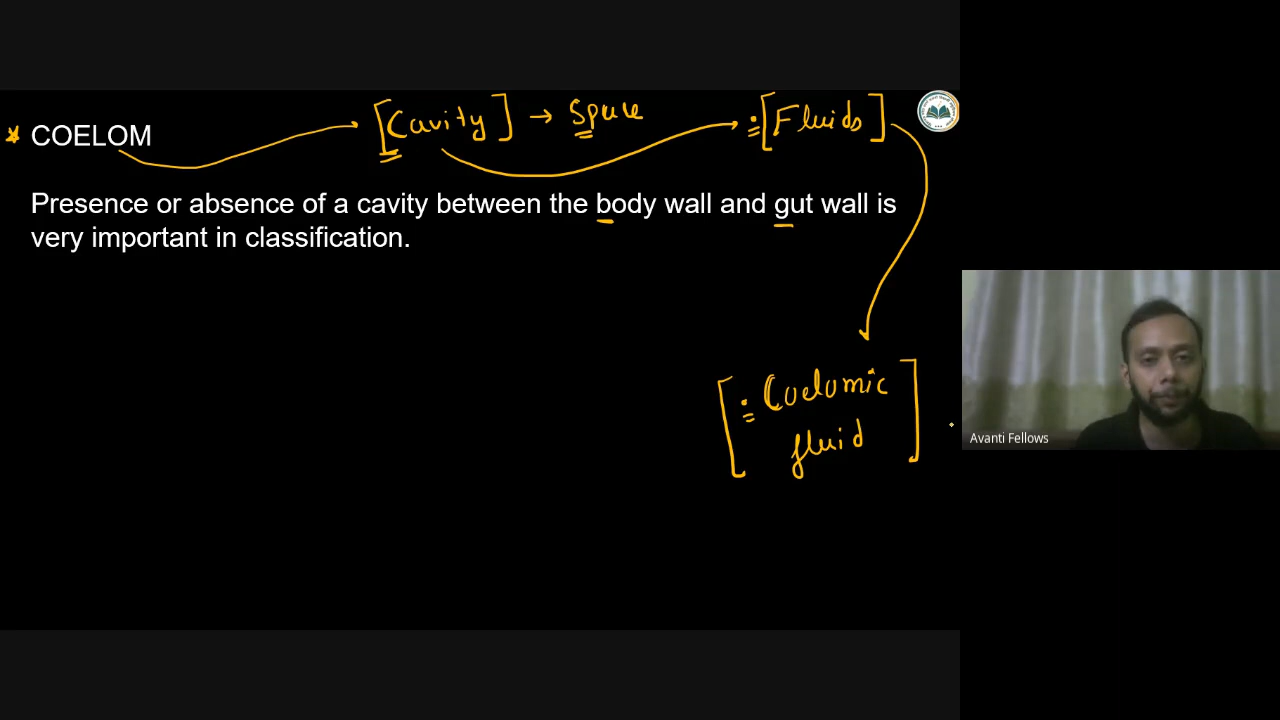 [Cavity] → Space : [Fluids]
* COELOM
Presence or absence of a cavity between the body wall and gut wall is
very important in classification.
[: Coelomic
fluid]
Avanti Fellows